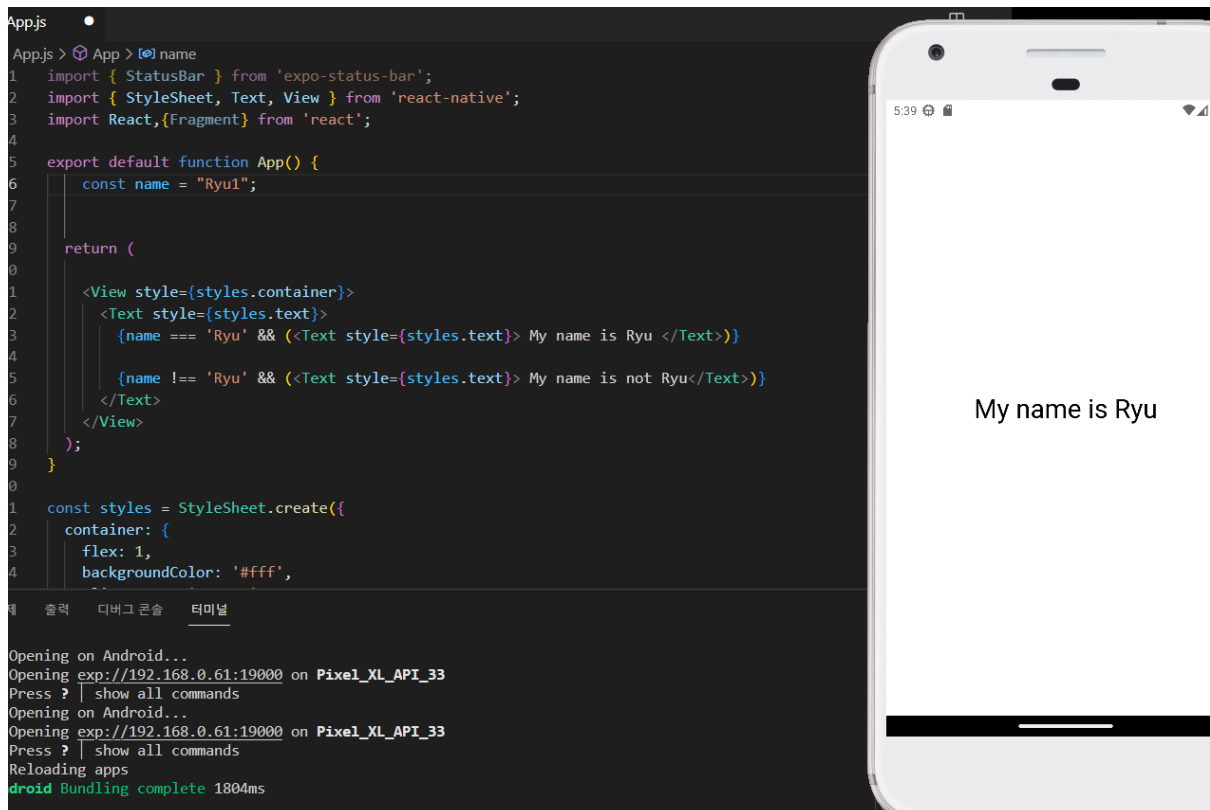 App.js
App.js > App > name
1 import { StatusBar } from 'expo-status-bar';
2 import { StyleSheet, Text, View } from 'react-native';
3 import React,{Fragment} from 'react';
4
5 export default function App() {
6 const name = "Ryu1";
7
8
9 return (
0
1 <View style={styles.container}>
2 <Text style={styles.text}>
3 {name === 'Ryu' && (<Text style={styles.text}> My name is Ryu </Text>)}
4
5 {name !== 'Ryu' && (<Text style={styles.text}> My name is not Ryu</Text>)}
6 </Text>
7 </View>
8 );
9 }
0
1 const styles = StyleSheet.create({
2 container: {
3 flex: 1,
4 backgroundColor: '#fff',
제 출력 디버그 콘솔 터미널
Opening on Android...
Opening exp://192.168.0.61:19000 on Pixel_XL_API_33
Press ? │ show all commands
Opening on Android...
Opening exp://192.168.0.61:19000 on Pixel_XL_API_33
Press ? │ show all commands
Reloading apps
droid Bundling complete 1804ms
5:39
My name is Ryu